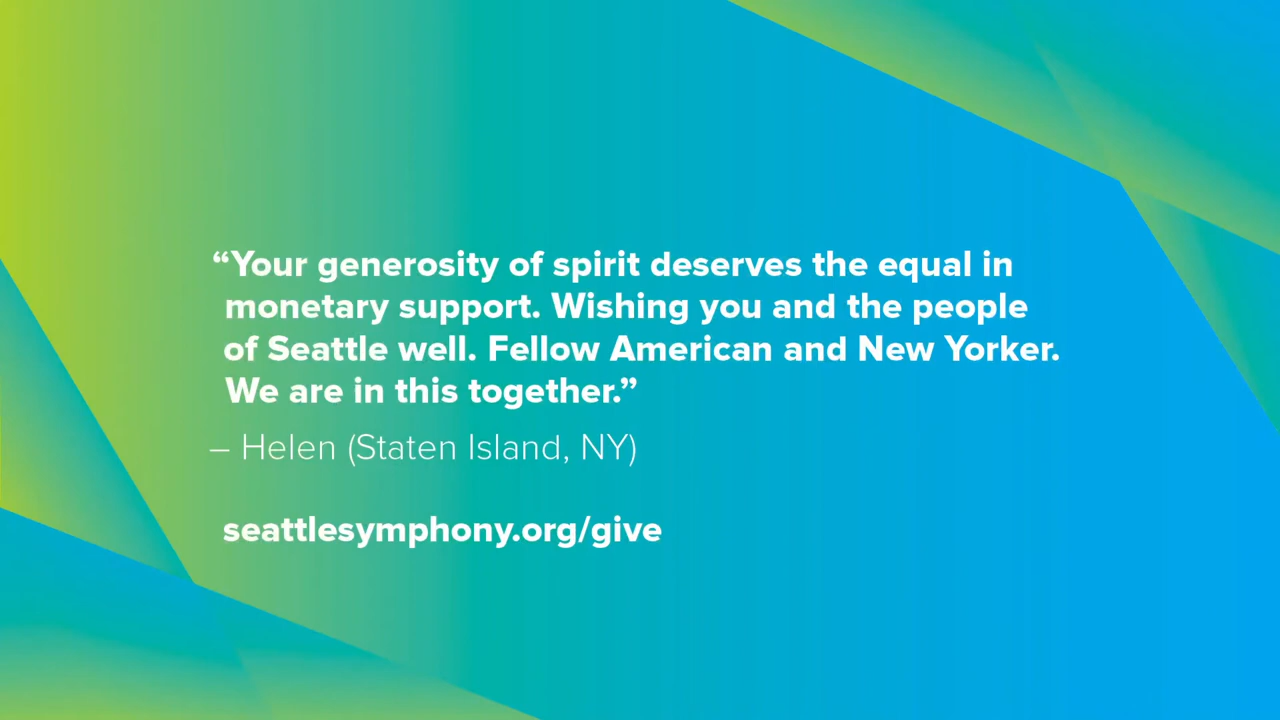 “Your generosity of spirit deserves the equal in
monetary support. Wishing you and the people
of Seattle well. Fellow American and New Yorker.
We are in this together.”
– Helen (Staten Island, NY)
seattlesymphony.org/give